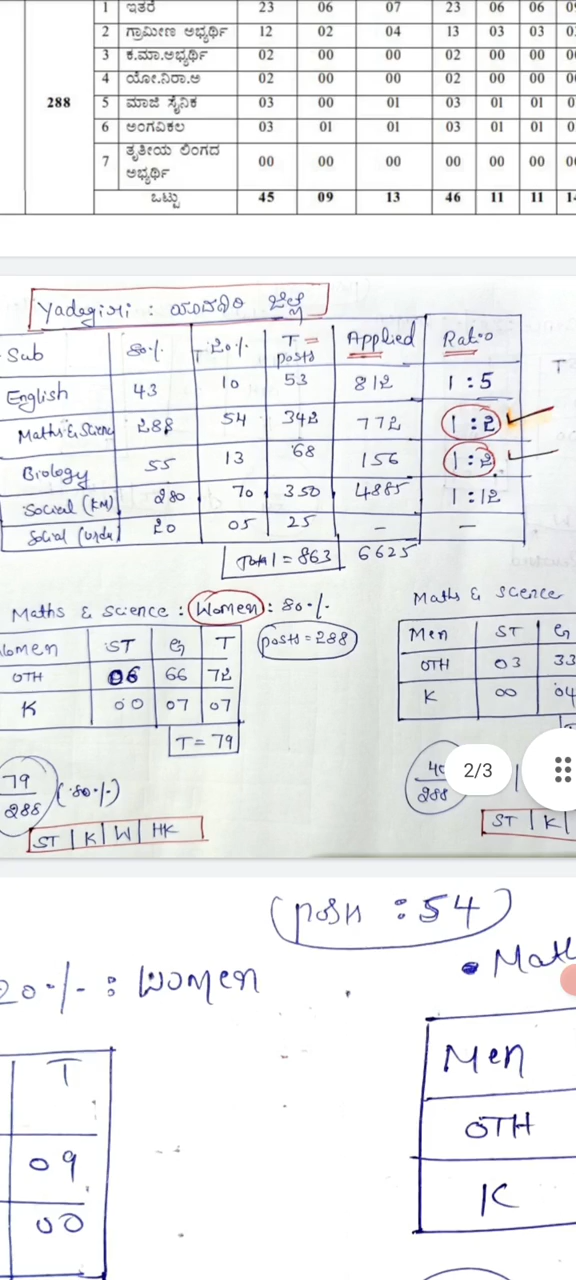 1 ಇತರೆ 23 06 07 23 06 06
2 ಗ್ರಾಮೀಣ ಅಭ್ಯರ್ಥಿ 12 02 04 13 03 03
3 ಕ.ಮಾ.ಅಭ್ಯರ್ಥಿ 02 00 00 02 00 00
4 ಯೋ.ನಿರಾ.ಅ 02 00 00 02 00 00
288 5 ಮಾಜಿ ಸೈನಿಕ 03 00 01 03 01 01
6 ಅಂಗವಿಕಲ 03 01 01 03 01 01
7 ತೃತೀಯ ಲಿಂಗದ ಅಭ್ಯರ್ಥಿ 00 00 00 00 00 00
ಒಟ್ಟು 45 09 13 46 11 11
Yadagiri : ಯಾದಗಿರಿ ಜಿಲ್ಲೆ
Sub 80% 20% T = posts Applied Ratio
English 43 10 53 812 1:5
Maths & Science 288 54 342 772 1:2
Biology 55 13 68 156 1:2
Social (KM) 280 70 350 4885 1:12
Social (Urdu) 20 05 25 - -
Total = 863 6625
Maths & Science : Women : 80%
posts = 288
Women ST G T
OTH 06 66 72
K 00 07 07
T = 79
79/288 (80%)
ST | K | W | HK
Maths & Science
Men ST G
OTH 03 33
K 00 04
288
2/3
ST | K |
(posts : 54)
20% : Women
T
09
00
• Math
Men
OTH
K